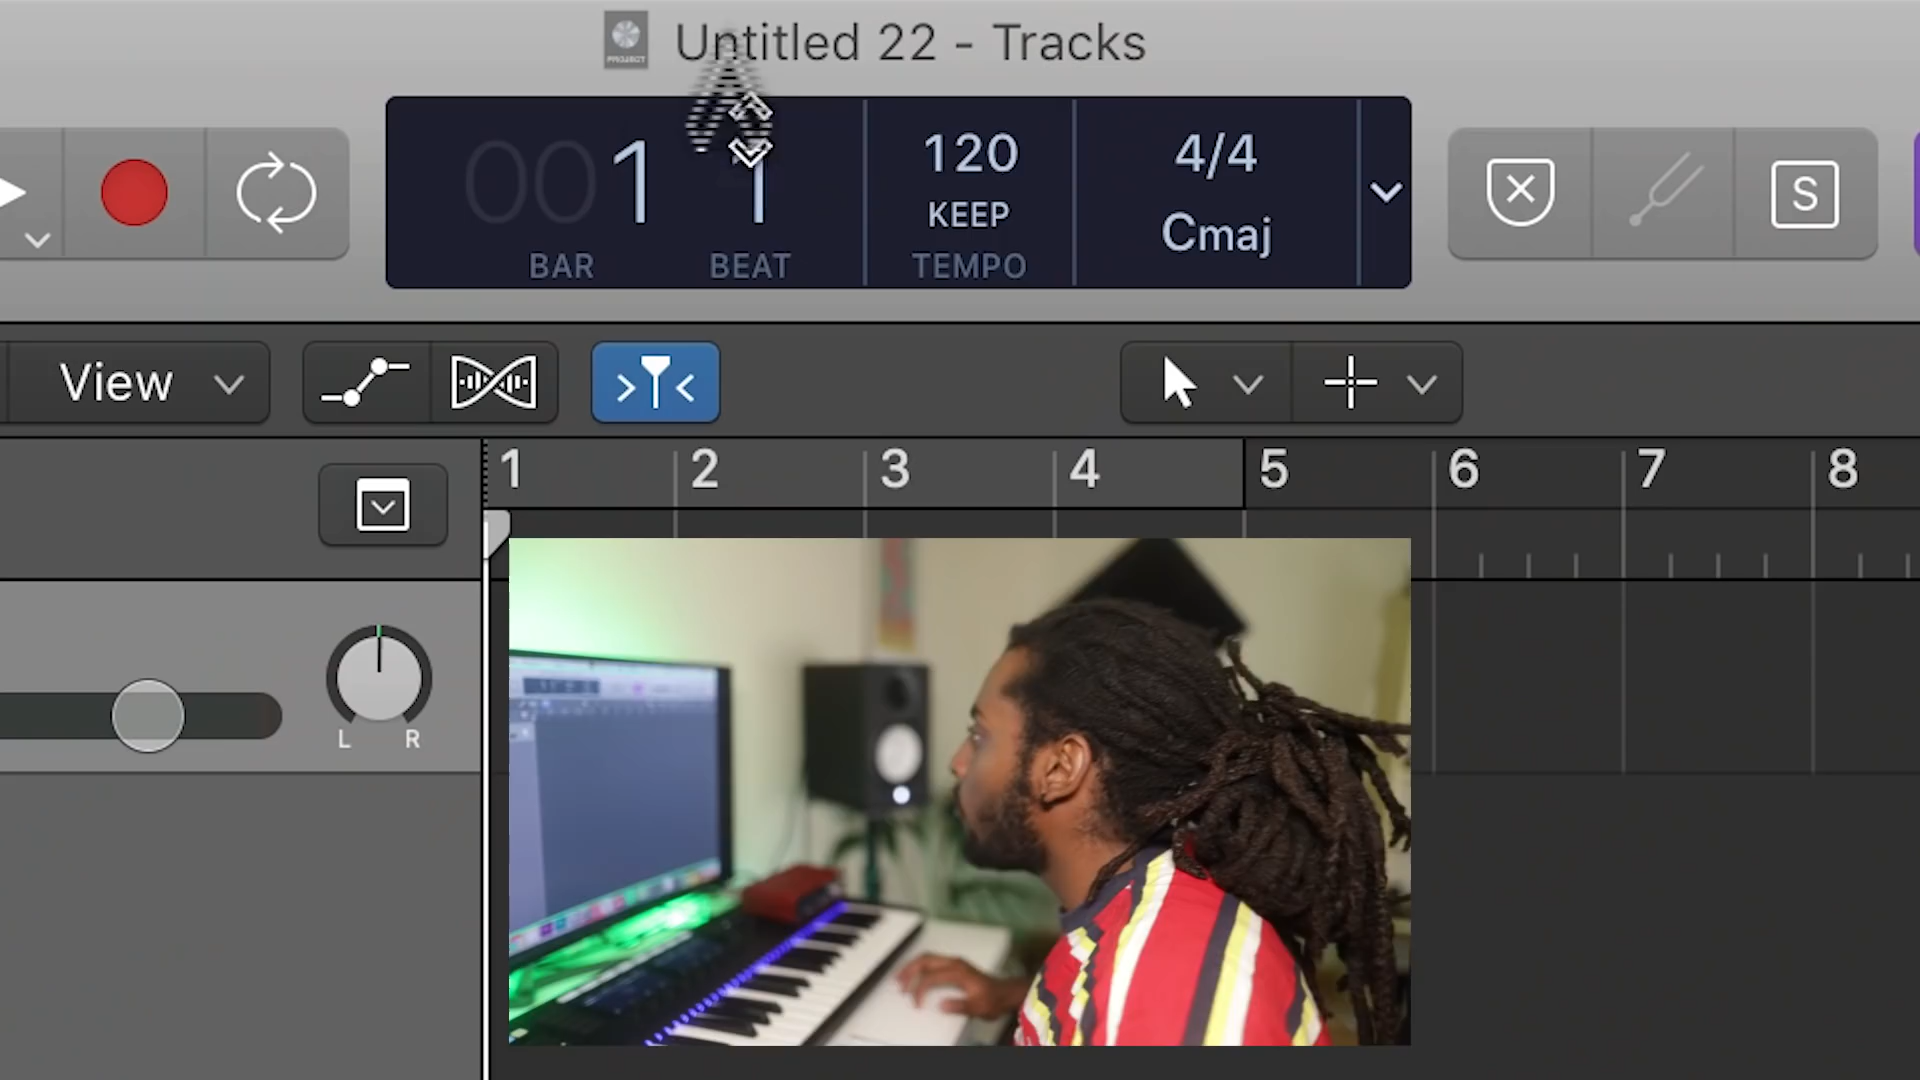 PROJECT
Untitled 22 - Tracks
001 1
BAR BEAT
120
KEEP
TEMPO
4/4
Cmaj
S
View
1 2 3 4 5 6 7 8
L R